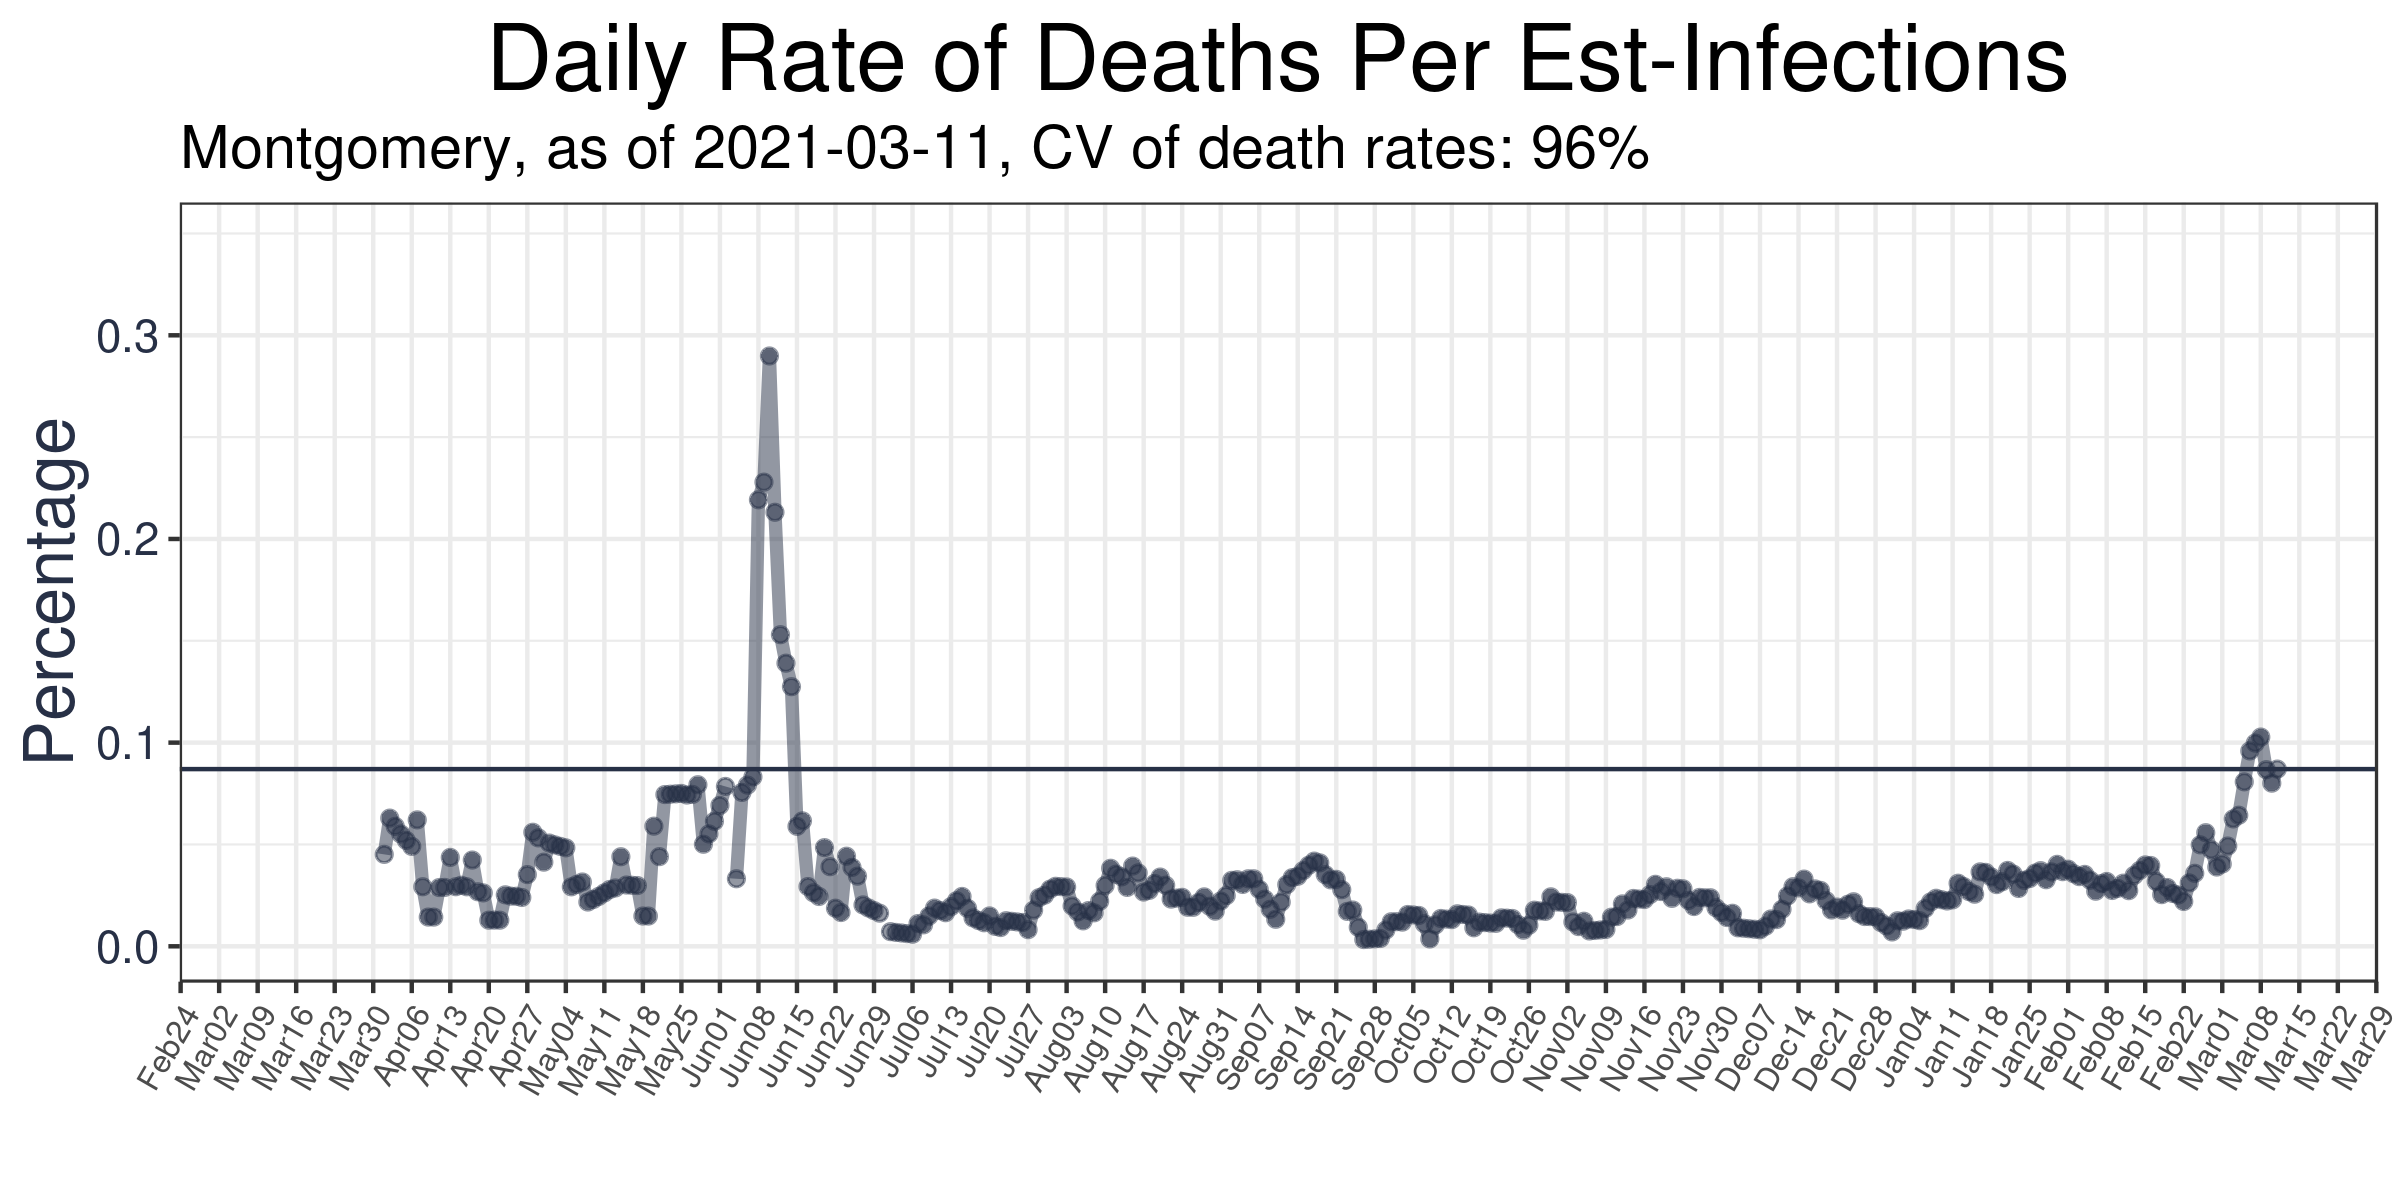 Daily Rate of Deaths Per Est-Infections
Montgomery, as of 2021-03-11, CV of death rates: 96%
Percentage
0.3
0.2
0.1
0.0
Feb24
Mar02
Mar09
Mar16
Mar23
Mar30
Apr06
Apr13
Apr20
Apr27
May04
May11
May18
May25
Jun01
Jun08
Jun15
Jun22
Jun29
Jul06
Jul13
Jul20
Jul27
Aug03
Aug10
Aug17
Aug24
Aug31
Sep07
Sep14
Sep21
Sep28
Oct05
Oct12
Oct19
Oct26
Nov02
Nov09
Nov16
Nov23
Nov30
Dec07
Dec14
Dec21
Dec28
Jan04
Jan11
Jan18
Jan25
Feb01
Feb08
Feb15
Feb22
Mar01
Mar08
Mar15
Mar22
Mar29